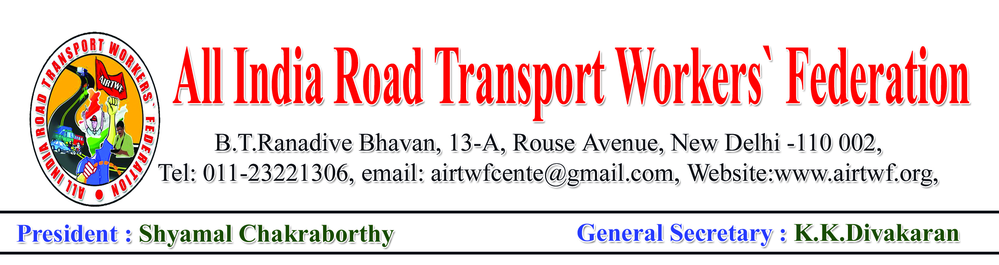 ALL INDIA ROAD TRANSPORT WORKERS` FEDERATION
AIRTWF
All India Road Transport Workers` Federation
B.T.Ranadive Bhavan, 13-A, Rouse Avenue, New Delhi -110 002,
Tel: 011-23221306, email: airtwfcente@gmail.com, Website:www.airtwf.org,
President : Shyamal Chakraborthy General Secretary : K.K.Divakaran